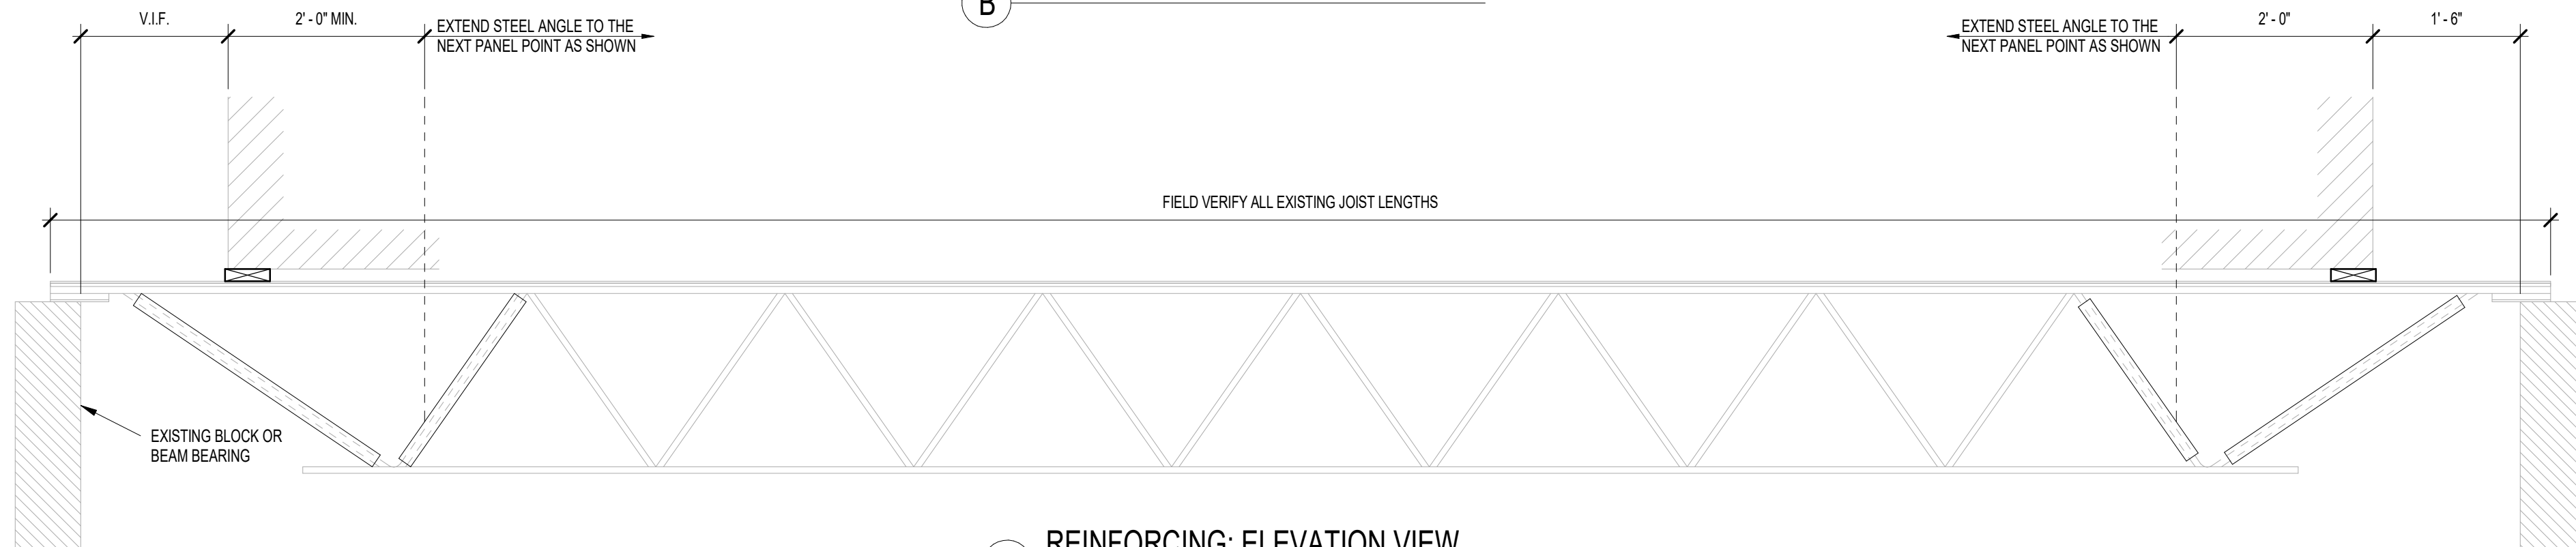 B
V.I.F.
2' - 0" MIN.
EXTEND STEEL ANGLE TO THE
NEXT PANEL POINT AS SHOWN
EXTEND STEEL ANGLE TO THE
NEXT PANEL POINT AS SHOWN
2' - 0"
1' - 6"
FIELD VERIFY ALL EXISTING JOIST LENGTHS
EXISTING BLOCK OR
BEAM BEARING
REINFORCING: ELEVATION VIEW